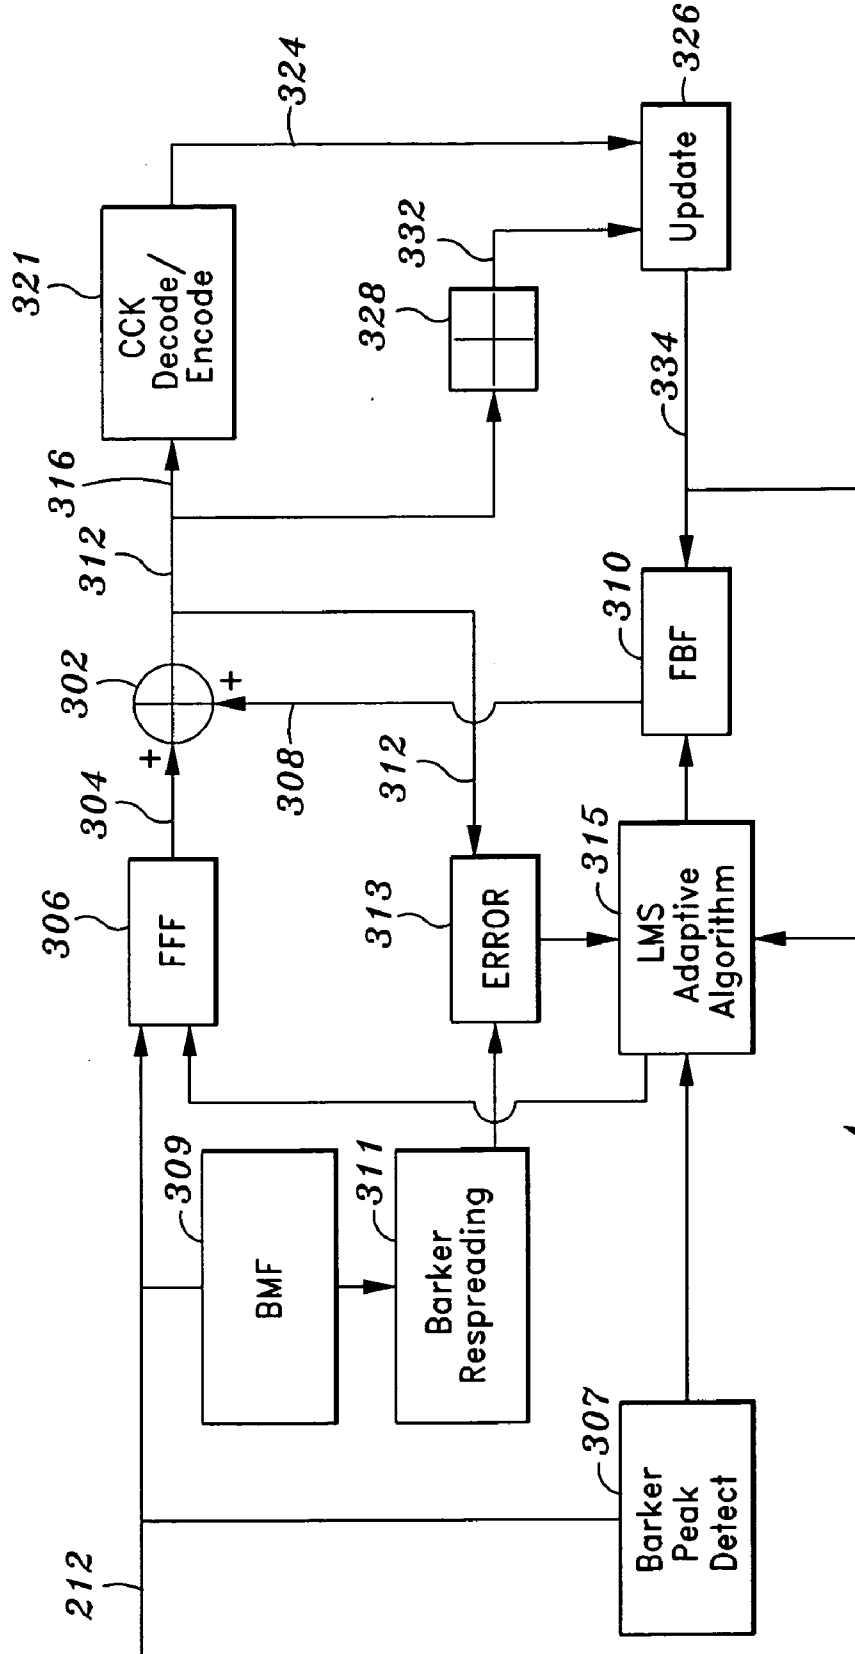 212
306
FFF
304
+
302
+
312
316
321
CCK
Decode/
Encode
324
309
BMF
308
328
332
311
Barker
Respreading
313
ERROR
312
307
Barker
Peak
Detect
315
LMS
Adaptive
Algorithm
310
FBF
334
326
Update